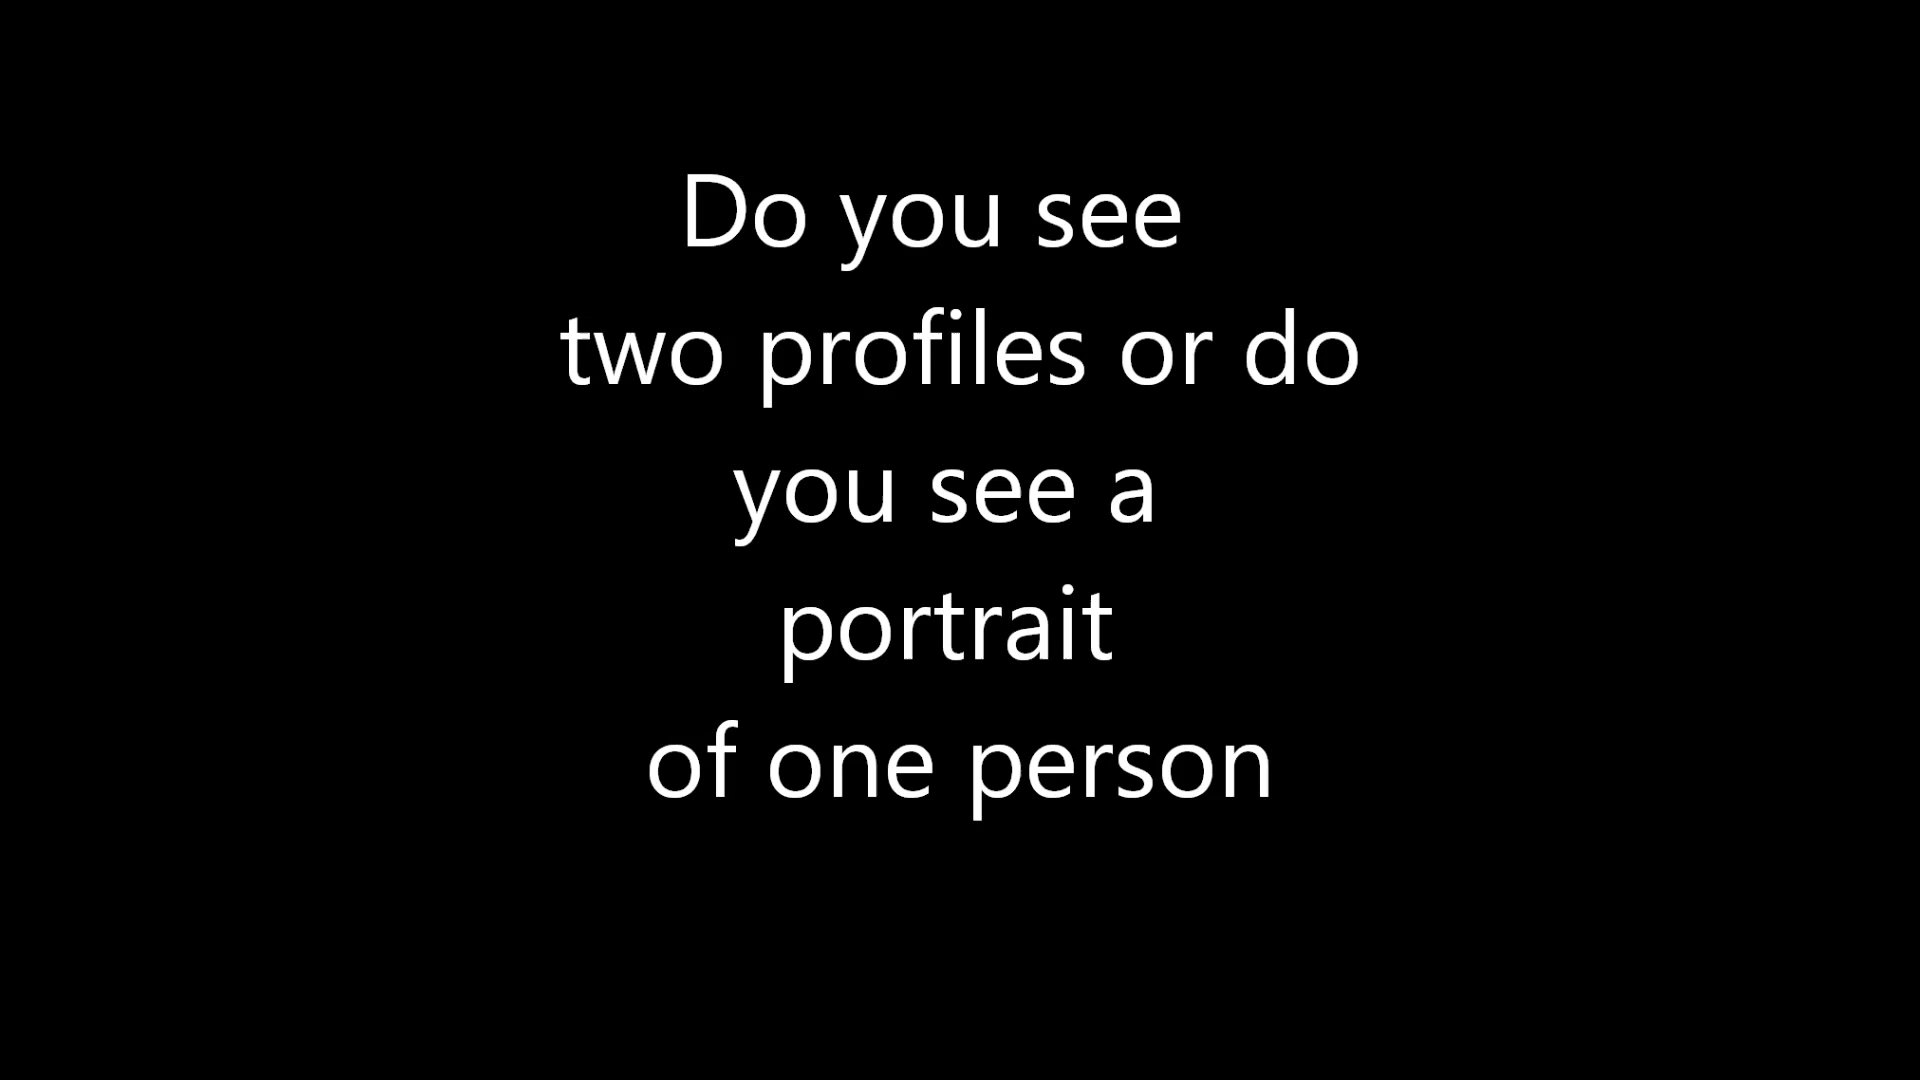 Do you see
two profiles or do
you see a
portrait
of one person